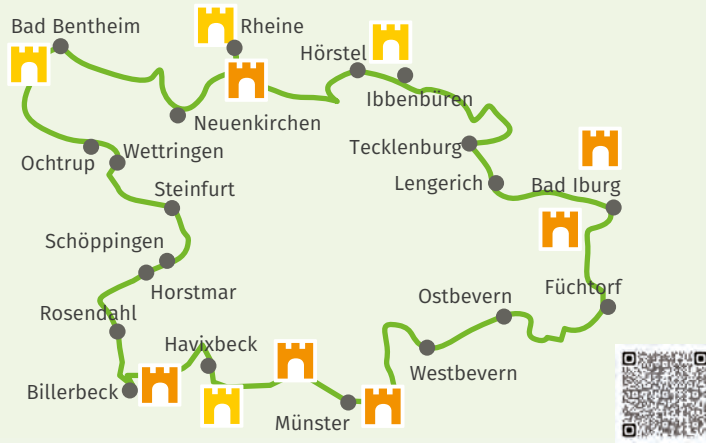 Bad Bentheim
Rheine
Hörstel
Ibbenbüren
Neuenkirchen
Tecklenburg
Ochtrup
Wettringen
Lengerich
Bad Iburg
Steinfurt
Schöppingen
Horstmar
Füchtorf
Ostbevern
Rosendahl
Havixbeck
Westbevern
Billerbeck
Münster